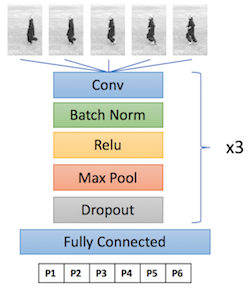 Conv
Batch Norm
Relu
Max Pool
Dropout
x3
Fully Connected
P1 P2 P3 P4 P5 P6